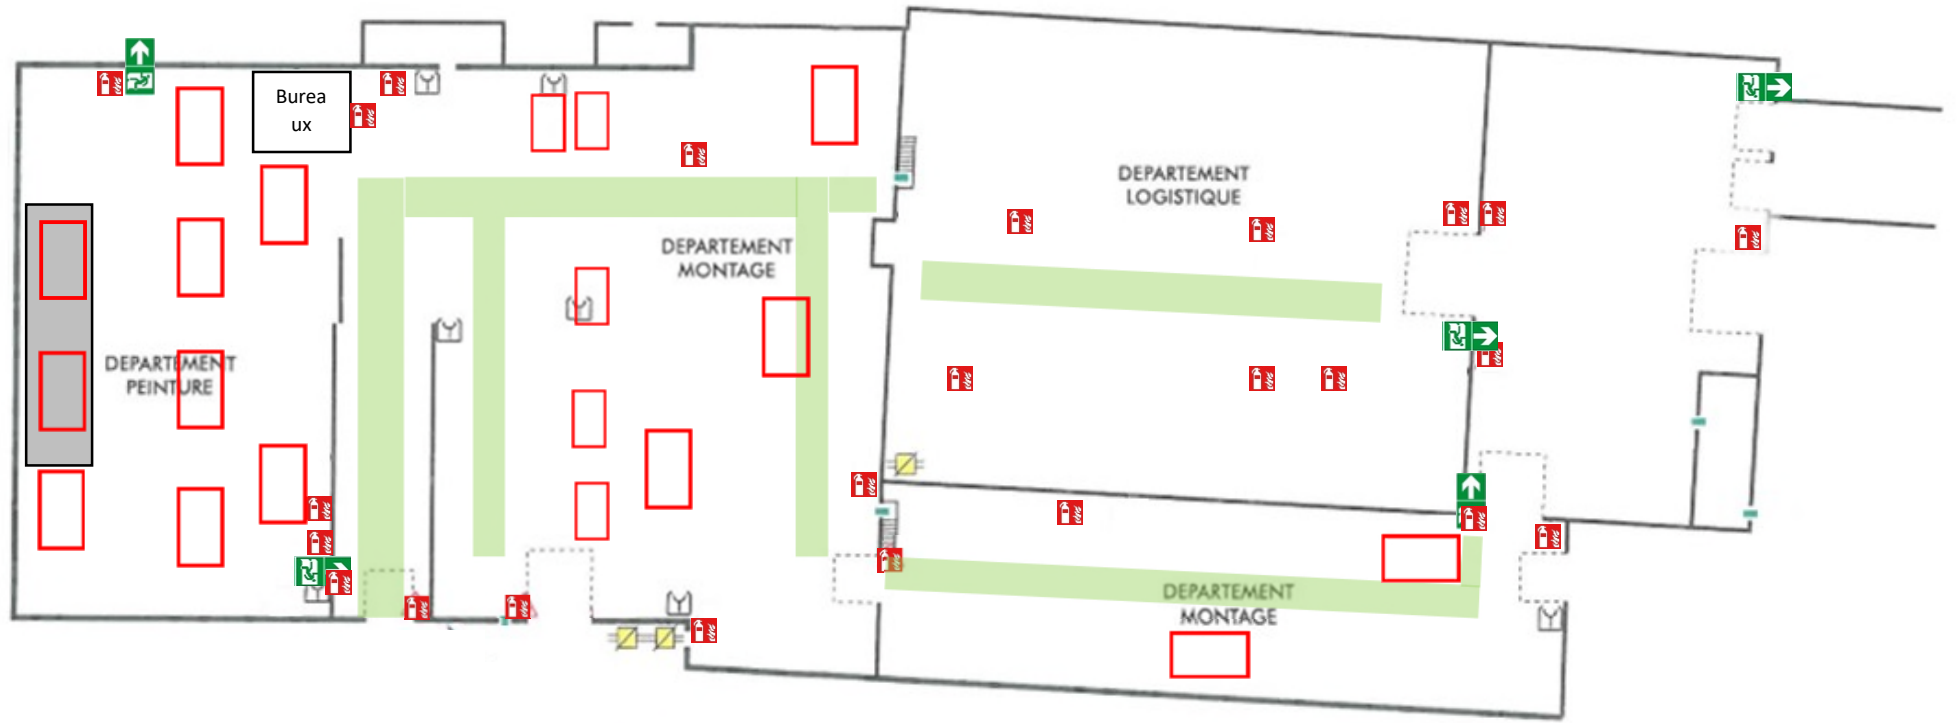 Burea
ux
DEPARTEMENT
LOGISTIQUE
DEPARTEMENT
MONTAGE
DEPARTEMENT
PEINTURE
DEPARTEMENT
MONTAGE